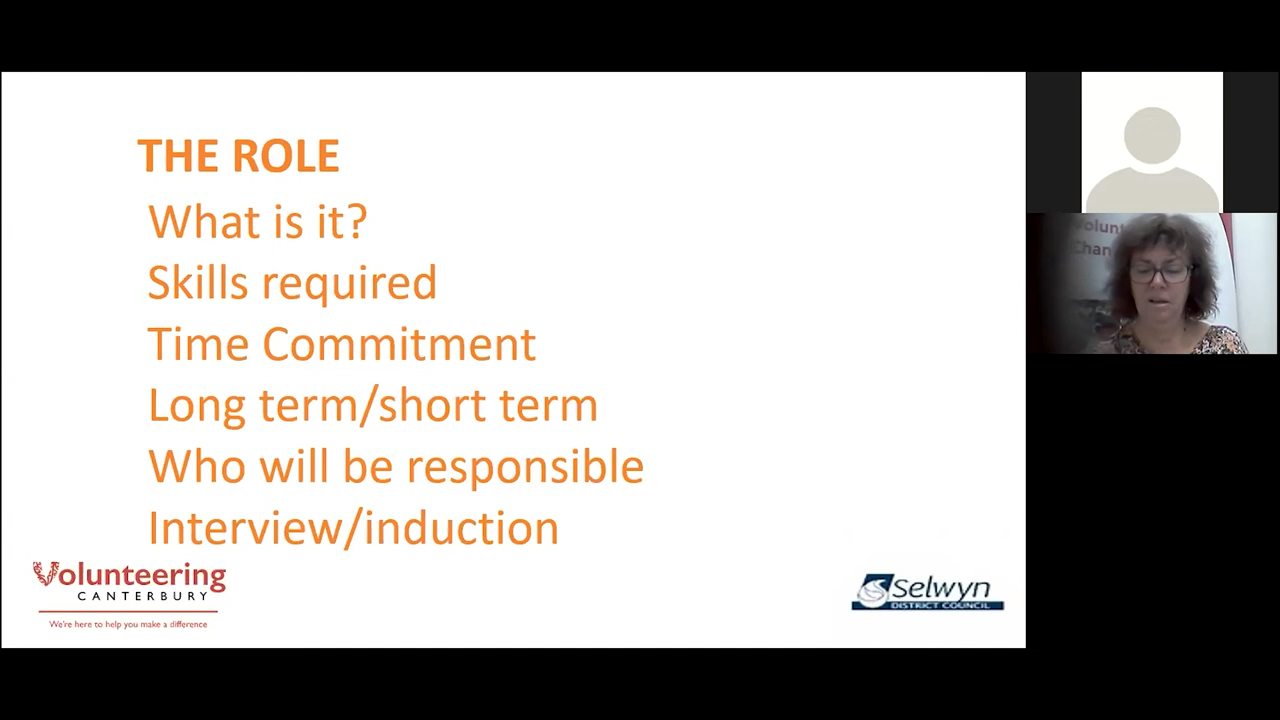 THE ROLE
What is it?
Skills required
Time Commitment
Long term/short term
Who will be responsible
Interview/induction
Volunteering
CANTERBURY
We're here to help you make a difference
Selwyn
DISTRICT COUNCIL